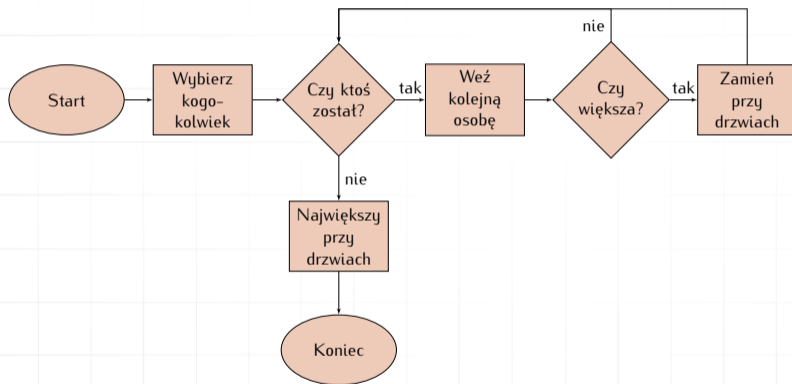 nie
Start
Wybierz
kogo-
kolwiek
Czy ktoś
został?
tak
Weź
kolejną
osobę
Czy
większa?
tak
Zamień
przy
drzwiach
nie
Największy
przy
drzwiach
Koniec